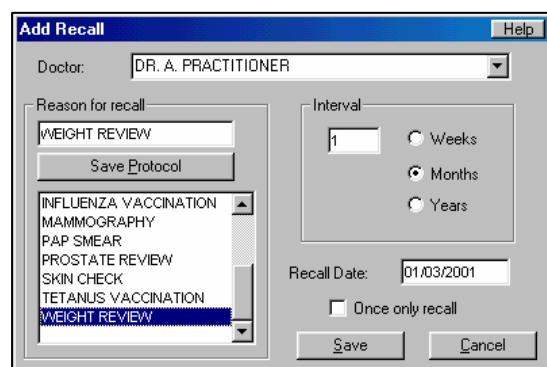 Add Recall Help
Doctor: DR. A. PRACTITIONER
Reason for recall
WEIGHT REVIEW
Save Protocol
INFLUENZA VACCINATION
MAMMOGRAPHY
PAP SMEAR
PROSTATE REVIEW
SKIN CHECK
TETANUS VACCINATION
WEIGHT REVIEW
Interval
1
Weeks
Months
Years
Recall Date: 01/03/2001
Once only recall
Save Cancel